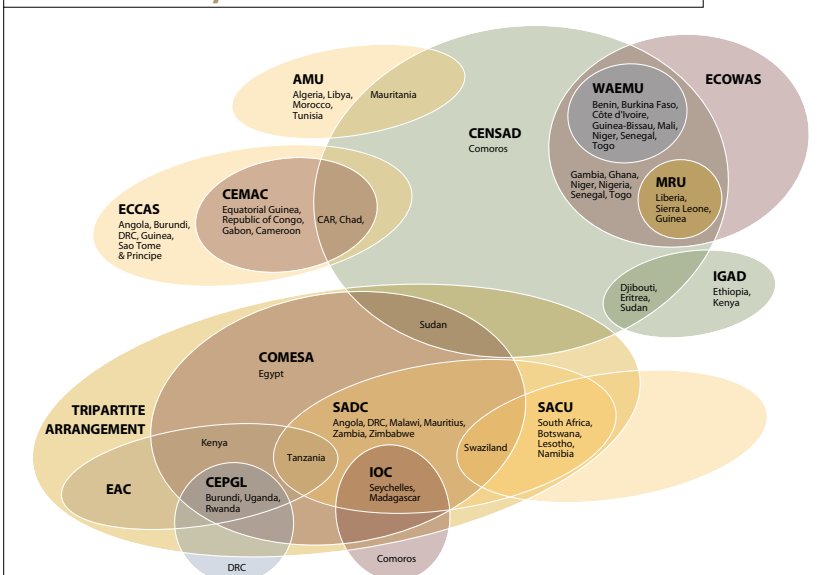 AMU
Algeria, Libya,
Morocco,
Tunisia
Mauritania
CENSAD
Comoros
WAEMU
Benin, Burkina Faso,
Côte d'Ivoire,
Guinea-Bissau, Mali,
Niger, Senegal,
Togo
ECOWAS
Gambia, Ghana,
Niger, Nigeria,
Senegal, Togo
MRU
Liberia,
Sierra Leone,
Guinea
ECCAS
Angola, Burundi,
DRC, Guinea,
Sao Tome
& Principe
CEMAC
Equatorial Guinea,
Republic of Congo,
Gabon, Cameroon
CAR, Chad,
IGAD
Ethiopia,
Kenya
Djibouti,
Eritrea,
Sudan
Sudan
COMESA
Egypt
TRIPARTITE
ARRANGEMENT
SADC
Angola, DRC, Malawi, Mauritius,
Zambia, Zimbabwe
SACU
South Africa,
Botswana,
Lesotho,
Namibia
Swaziland
Kenya
Tanzania
EAC
CEPGL
Burundi, Uganda,
Rwanda
IOC
Seychelles,
Madagascar
Comoros
DRC